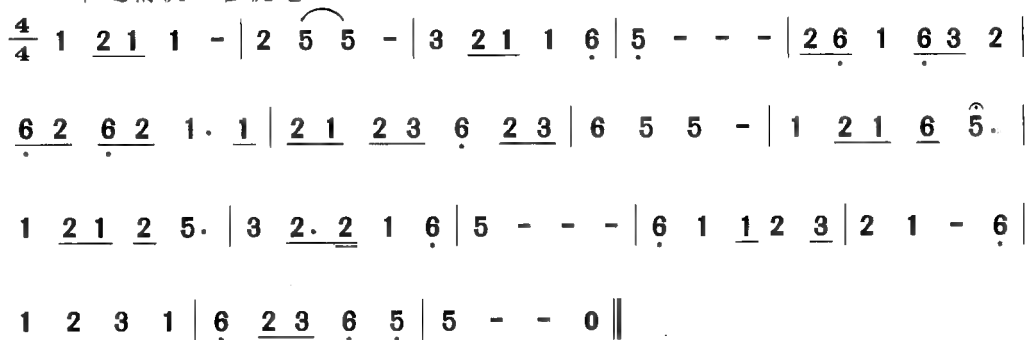 4/4 1 2 1 1 - | 2 5 5 - | 3 2 1 1 6̣ | 5̣ - - - | 2 6̣ 1 6̣ 3 2 |
6̣ 2 6̣ 2 1· 1 | 2 1 2 3 6̣ 2 3 | 6 5 5 - | 1 2 1 6 5· |
1 2 1 2 5· | 3 2· 2 1 6̣ | 5 - - - | 6̣ 1 1 2 3 | 2 1 - 6̣ |
1 2 3 1 | 6̣ 2 3 6̣ 5̣ | 5 - - 0 ‖